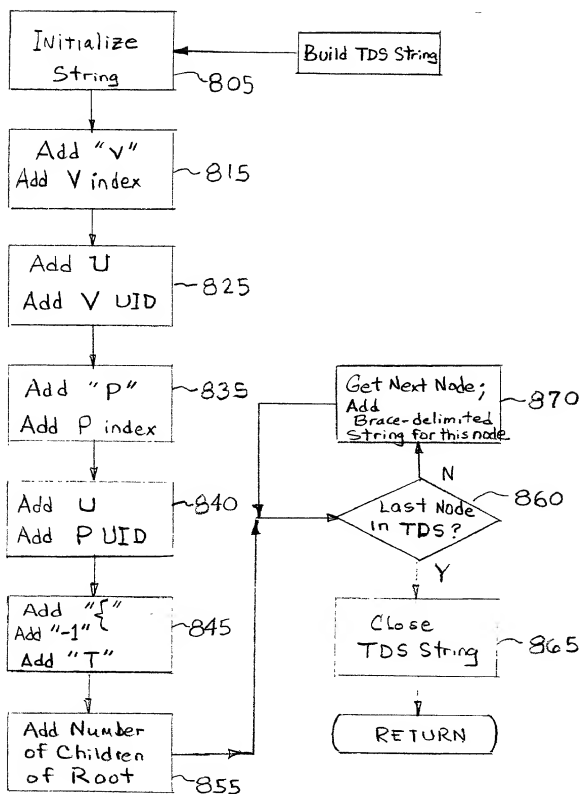 Initialize
String
805
Build TDS String
Add "V"
Add V index
815
Add U
Add V UID
825
Add "P"
Add P index
835
Add U
Add P UID
840
Add "{"
Add "-1"
Add "T"
845
Add Number
of Children
of Root
855
Get Next Node;
Add
Brace-delimited
String for this node
870
N
Last Node
in TDS?
860
Y
Close
TDS String
865
RETURN